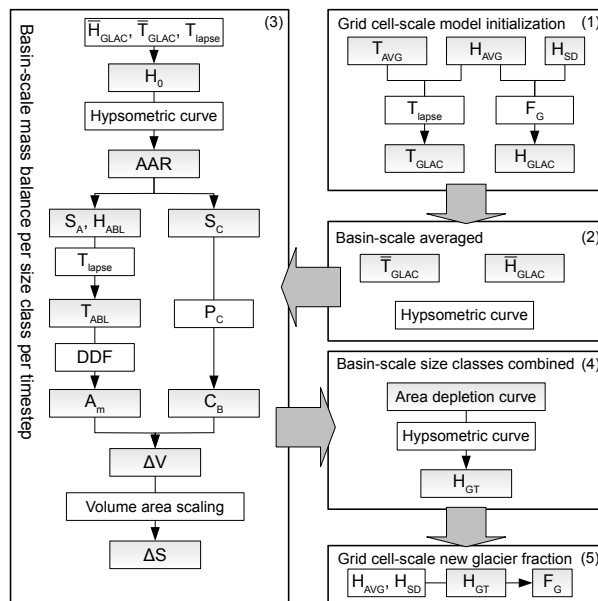 Basin-scale mass balance per size class per timestep
(3)
H̅GLAC, T̅GLAC, Tlapse
H0
Hypsometric curve
AAR
SA, HABL
SC
Tlapse
TABL
PC
DDF
Am
CB
ΔV
Volume area scaling
ΔS
Grid cell-scale model initialization (1)
TAVG HAVG HSD
Tlapse FG
TGLAC HGLAC
Basin-scale averaged (2)
T̅GLAC H̅GLAC
Hypsometric curve
Basin-scale size classes combined (4)
Area depletion curve
Hypsometric curve
HGT
Grid cell-scale new glacier fraction (5)
HAVG, HSD HGT FG